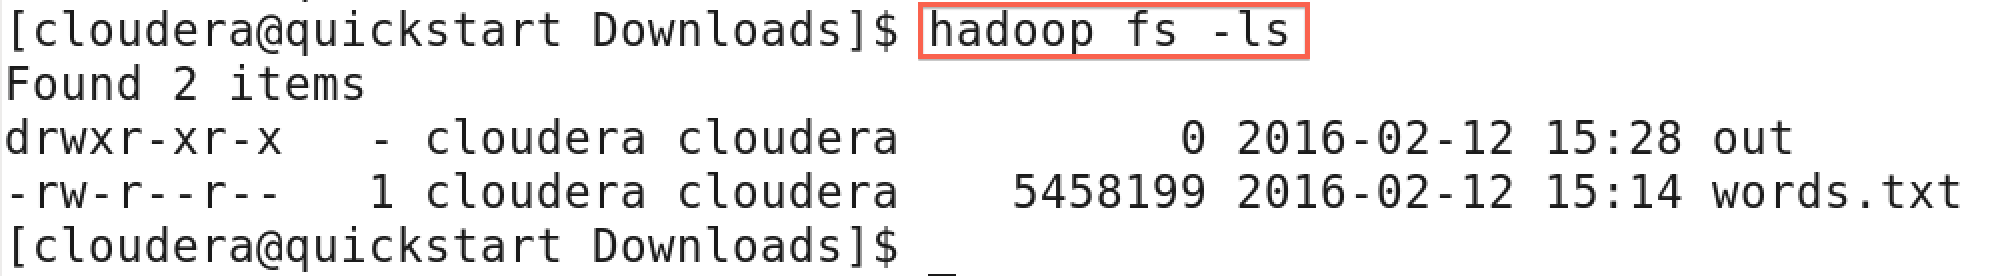 [cloudera@quickstart Downloads]$ hadoop fs -ls
Found 2 items
drwxr-xr-x   - cloudera cloudera          0 2016-02-12 15:28 out
-rw-r--r--   1 cloudera cloudera    5458199 2016-02-12 15:14 words.txt
[cloudera@quickstart Downloads]$ _